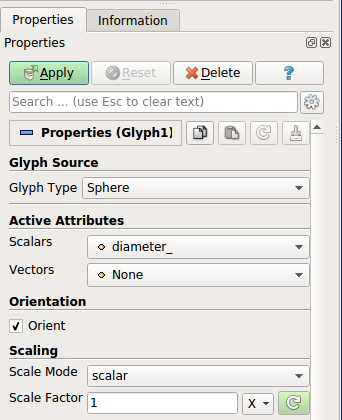 Properties Information
Properties
Apply Reset Delete ?
Search ... (use Esc to clear text)
Properties (Glyph1)
Glyph Source
Glyph Type Sphere
Active Attributes
Scalars diameter_
Vectors None
Orientation
Orient
Scaling
Scale Mode scalar
Scale Factor 1 X